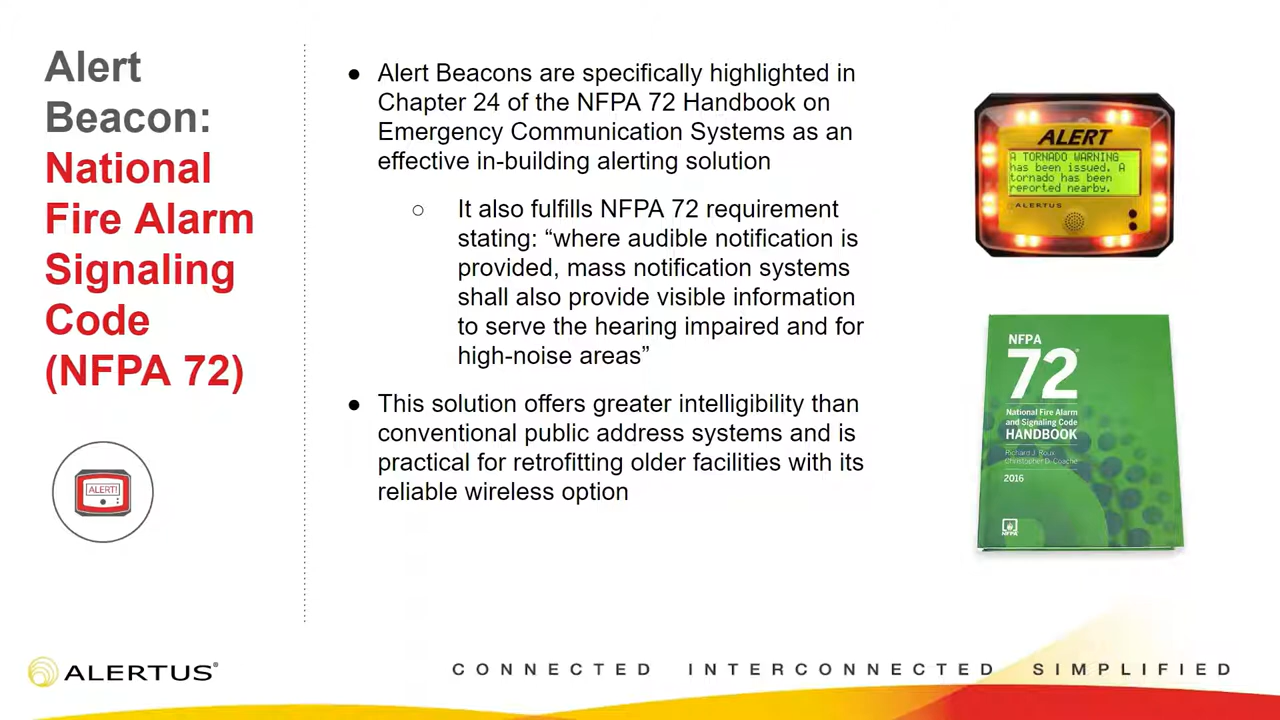 Alert
Beacon:
National
Fire Alarm
Signaling
Code
(NFPA 72)
ALERT!
● Alert Beacons are specifically highlighted in
Chapter 24 of the NFPA 72 Handbook on
Emergency Communication Systems as an
effective in-building alerting solution
○ It also fulfills NFPA 72 requirement
stating: “where audible notification is
provided, mass notification systems
shall also provide visible information
to serve the hearing impaired and for
high-noise areas”
● This solution offers greater intelligibility than
conventional public address systems and is
practical for retrofitting older facilities with its
reliable wireless option
ALERT
A TORNADO WARNING
has been issued. A
tornado has been
reported nearby.
ALERTUS
NFPA
72
National Fire Alarm
and Signaling Code
HANDBOOK
Richard J. Roux
Christopher D. Coache
2016
NFPA
ALERTUS®
CONNECTED INTERCONNECTED SIMPLIFIED